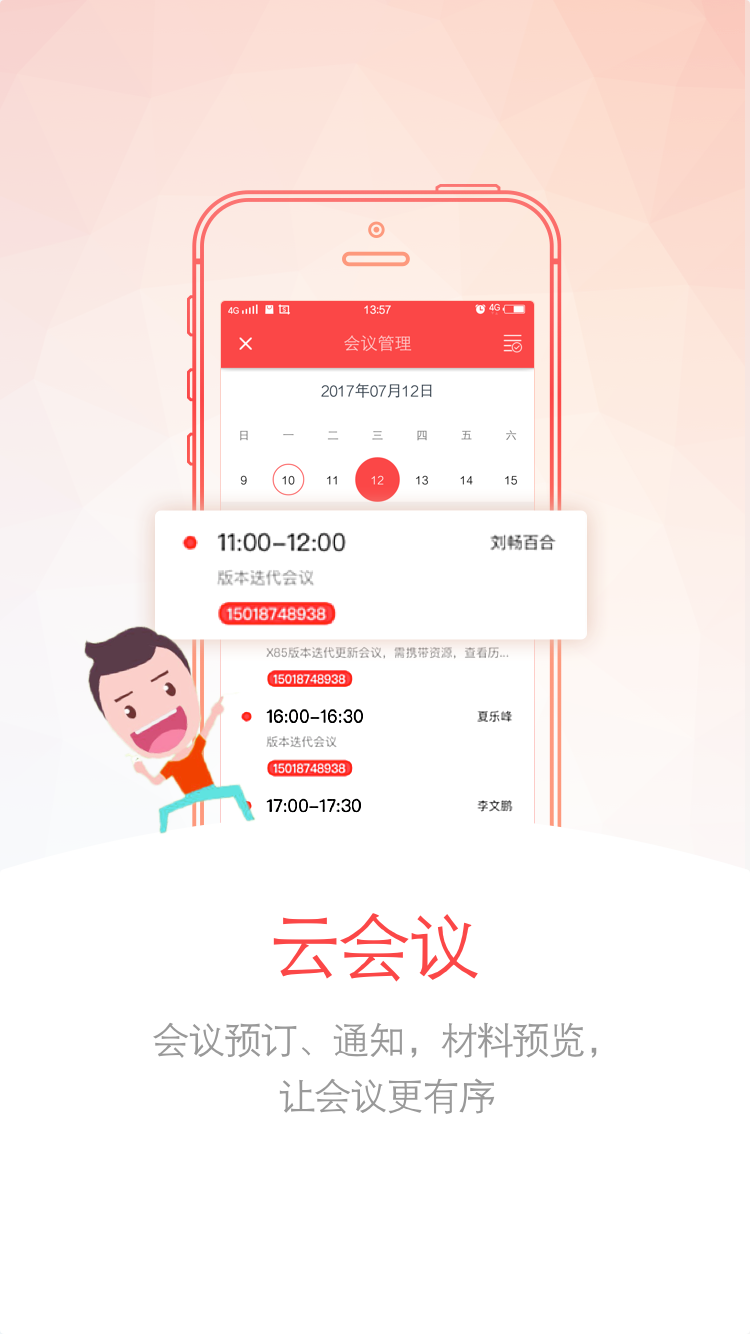 4G 13:57 4G
会议管理
2017年07月12日
日 一 二 三 四 五 六
9 10 11 12 13 14 15
11:00-12:00 刘畅百合
版本迭代会议
15018748938
X85版本迭代更新会议，需携带资源，查看历...
15018748938
16:00-16:30 夏乐峰
版本迭代会议
15018748938
17:00-17:30 李文鹏
云会议
会议预订、通知，材料预览，
让会议更有序